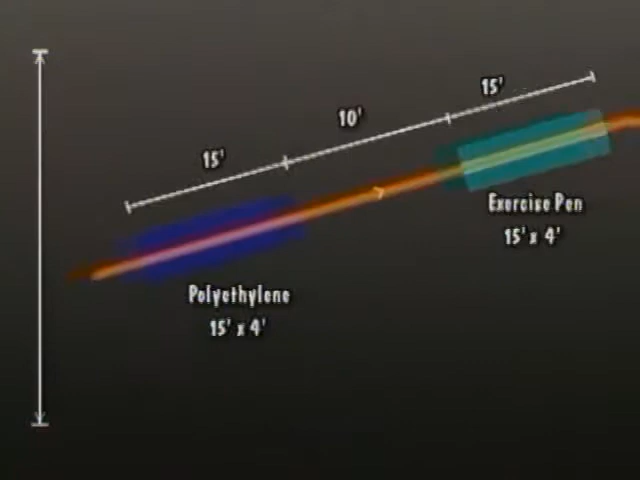 15'
10'
15'
Exercise Pen
15' x 4'
Polyethylene
15' x 4'